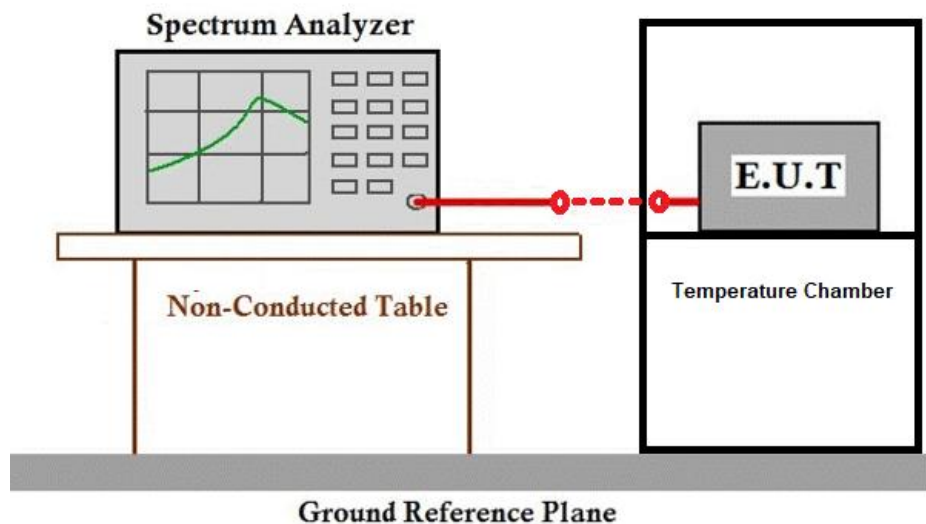 Spectrum Analyzer
E.U.T
Non-Conducted Table
Temperature Chamber
Ground Reference Plane